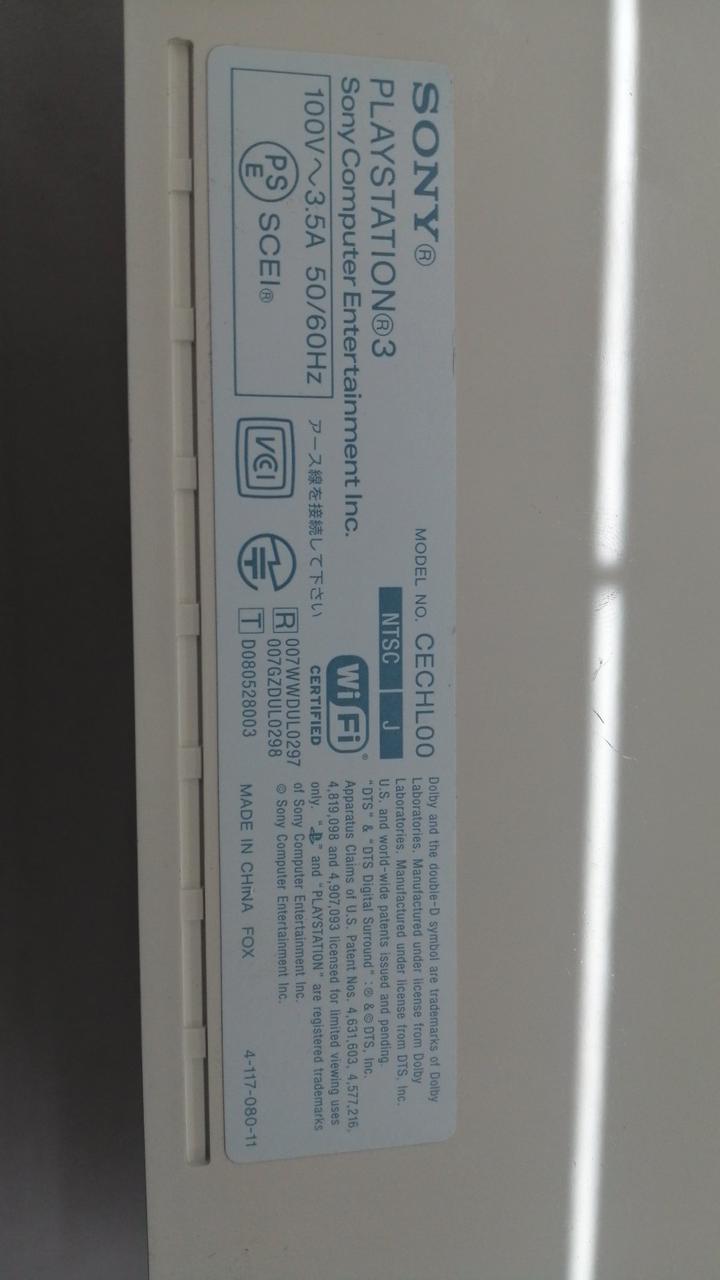 SONY®
PLAYSTATION®3
Sony Computer Entertainment Inc.
100V～3.5A 50/60Hz
PSE SCEI®
アース線を接続して下さい
VCI
MODEL NO. CECHL00
NTSC J
Wi Fi®
CERTIFIED
R 007WWDUL0297
007GZDUL0298
T D080528003
Dolby and the double-D symbol are trademarks of Dolby
Laboratories. Manufactured under license from Dolby
Laboratories. Manufactured under license from DTS, Inc.
U.S. and world-wide patents issued and pending.
"DTS" & "DTS Digital Surround" : ® & © DTS, Inc.
Apparatus Claims of U.S. Patent Nos. 4,631,603, 4,577,216,
4,819,098 and 4,907,093 licensed for limited viewing uses
only. " " and "PLAYSTATION" are registered trademarks
of Sony Computer Entertainment Inc.
© Sony Computer Entertainment Inc.
MADE IN CHINA FOX
4-117-080-11